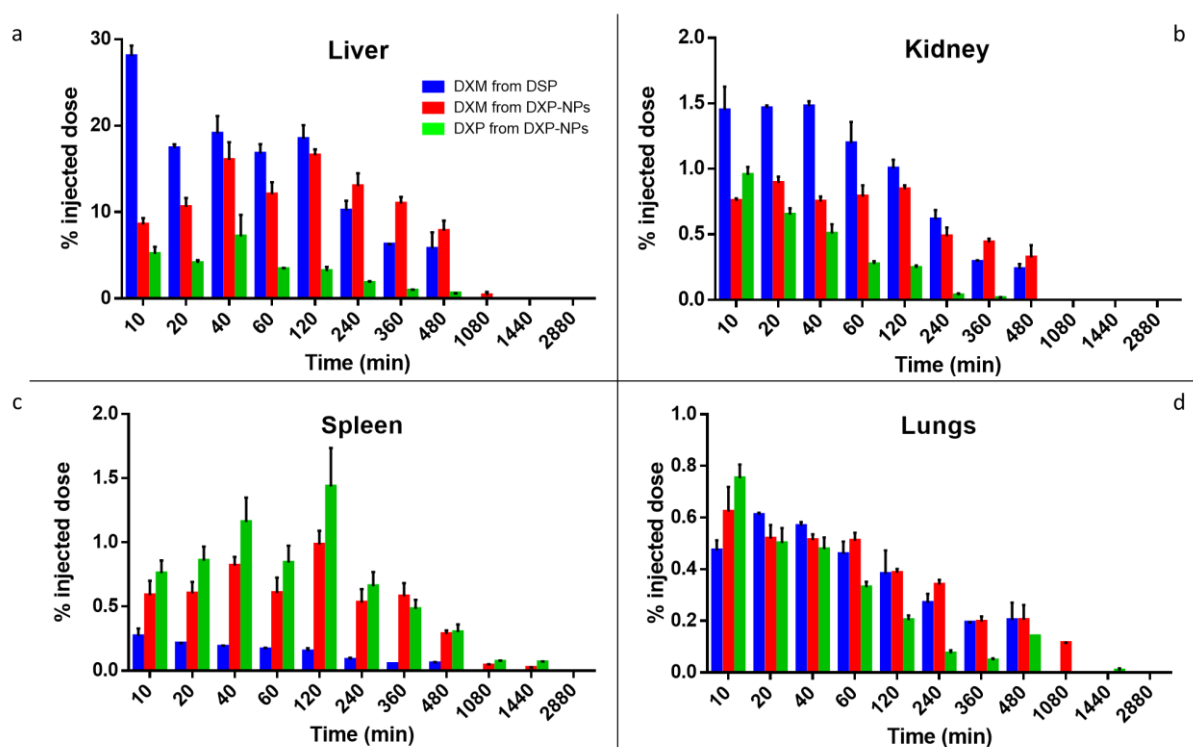 a
Liver
% injected dose
30
20
10
0
DXM from DSP
DXM from DXP-NPs
DXP from DXP-NPs
10 20 40 60 120 240 360 480 1080 1440 2880
Time (min)
b
Kidney
% injected dose
2.0
1.5
1.0
0.5
0.0
10 20 40 60 120 240 360 480 1080 1440 2880
Time (min)
c
Spleen
% injected dose
2.0
1.5
1.0
0.5
0.0
10 20 40 60 120 240 360 480 1080 1440 2880
Time (min)
d
Lungs
% injected dose
1.0
0.8
0.6
0.4
0.2
0.0
10 20 40 60 120 240 360 480 1080 1440 2880
Time (min)